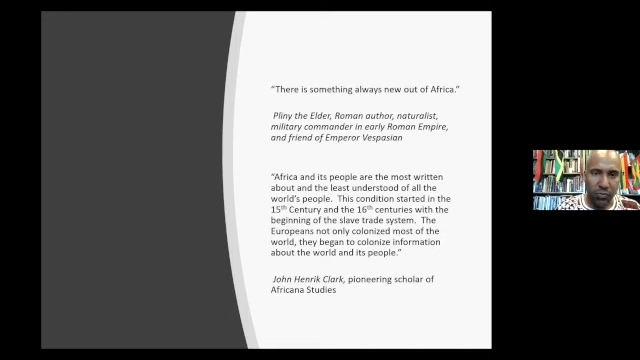 “There is something always new out of Africa.”
Pliny the Elder, Roman author, naturalist,
military commander in early Roman Empire,
and friend of Emperor Vespasian
“Africa and its people are the most written
about and the least understood of all the
world’s people. This condition started in the
15th Century and the 16th centuries with the
beginning of the slave trade system. The
Europeans not only colonized most of the
world, they began to colonize information
about the world and its people.”
John Henrik Clark, pioneering scholar of
Africana Studies